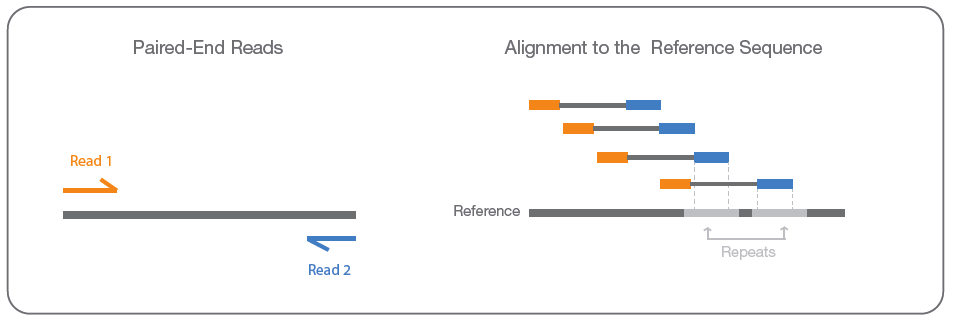 Paired-End Reads
Alignment to the Reference Sequence
Read 1
Read 2
Reference
Repeats